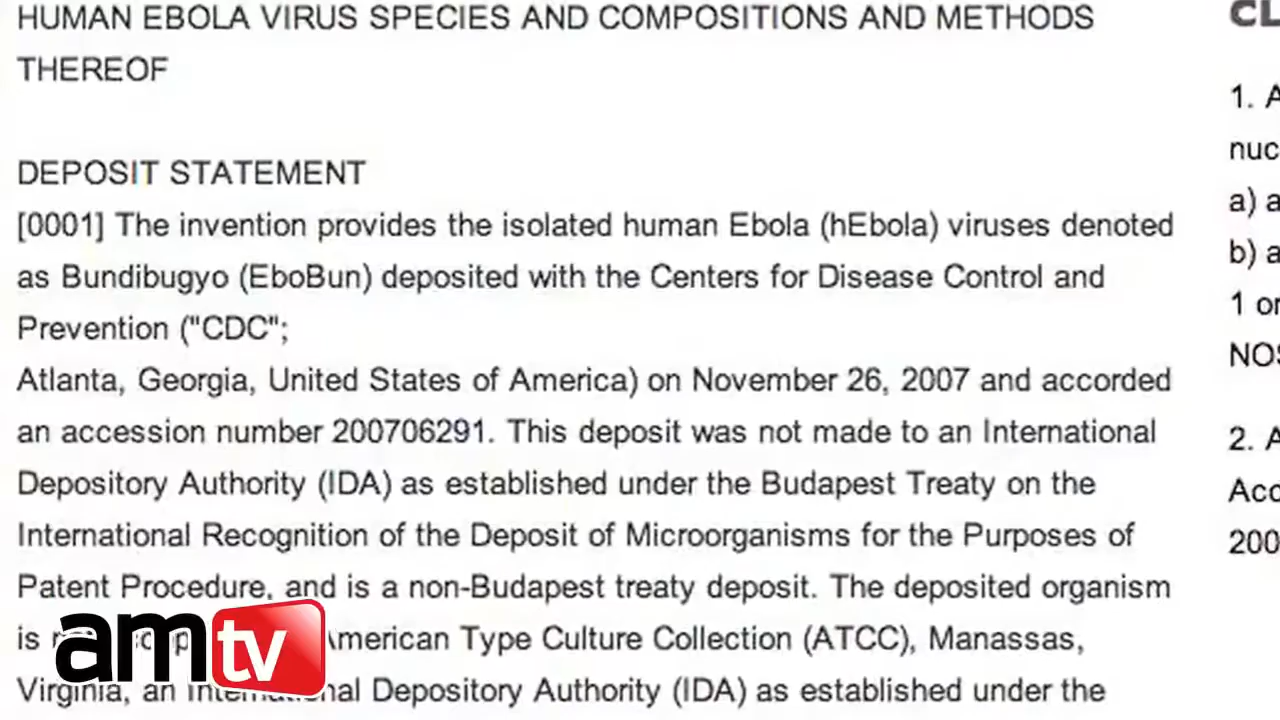 HUMAN EBOLA VIRUS SPECIES AND COMPOSITIONS AND METHODS
THEREOF
DEPOSIT STATEMENT
[0001] The invention provides the isolated human Ebola (hEbola) viruses denoted
as Bundibugyo (EboBun) deposited with the Centers for Disease Control and
Prevention ("CDC";
Atlanta, Georgia, United States of America) on November 26, 2007 and accorded
an accession number 200706291. This deposit was not made to an International
Depository Authority (IDA) as established under the Budapest Treaty on the
International Recognition of the Deposit of Microorganisms for the Purposes of
Patent Procedure, and is a non-Budapest treaty deposit. The deposited organism
is American Type Culture Collection (ATCC), Manassas,
Virginia, an International Depository Authority (IDA) as established under the
amtv
CL
1. A
nuc
a) a
b) a
1 or
NOS
2. A
Acc
200